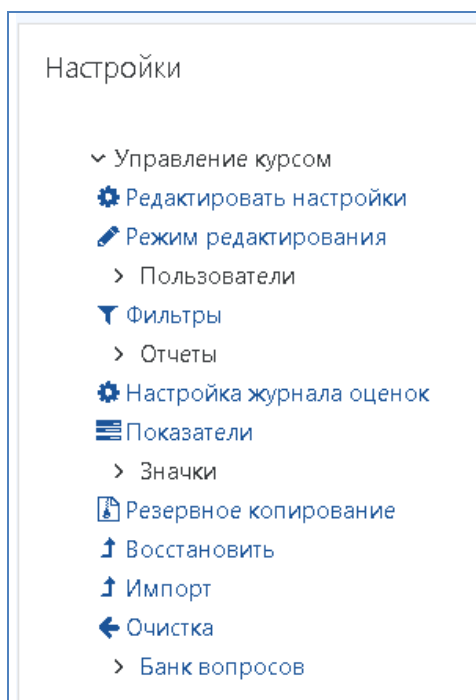 Настройки
Управление курсом
Редактировать настройки
Режим редактирования
Пользователи
Фильтры
Отчеты
Настройка журнала оценок
Показатели
Значки
Резервное копирование
Восстановить
Импорт
Очистка
Банк вопросов